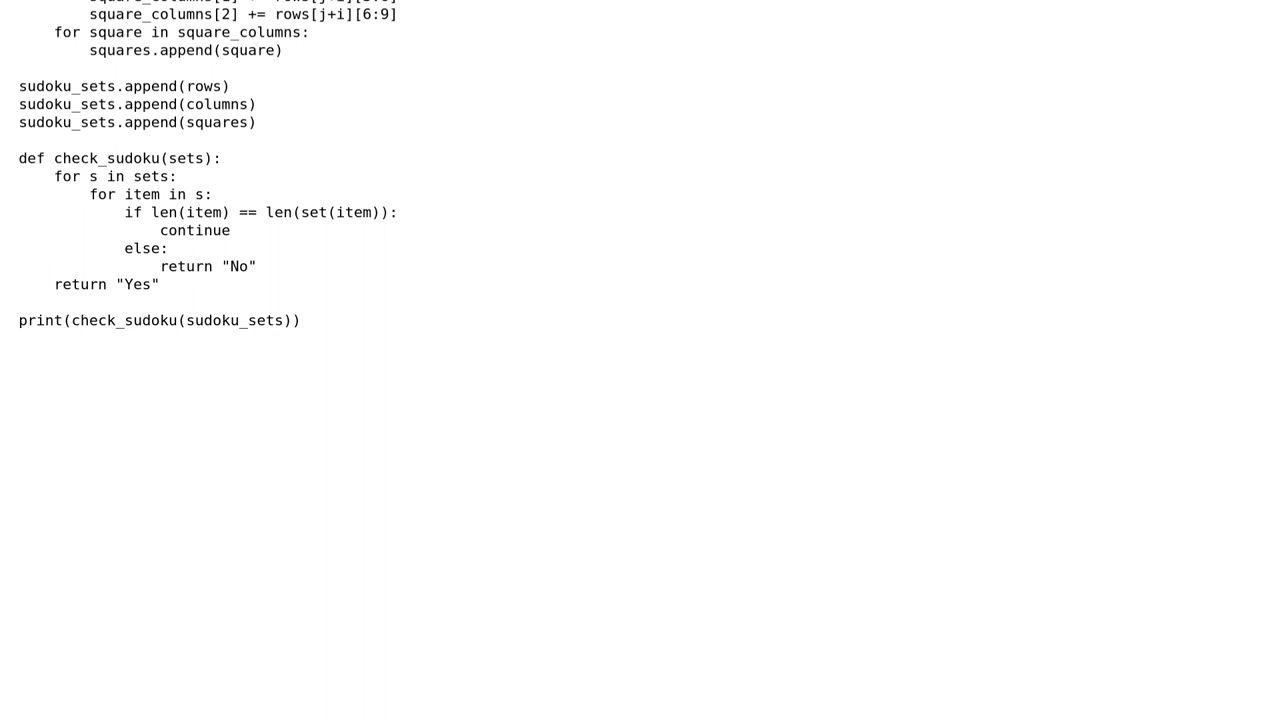 square_columns[2] += rows[j+i][6:9]
    for square in square_columns:
        squares.append(square)

sudoku_sets.append(rows)
sudoku_sets.append(columns)
sudoku_sets.append(squares)

def check_sudoku(sets):
    for s in sets:
        for item in s:
            if len(item) == len(set(item)):
                continue
            else:
                return "No"
    return "Yes"

print(check_sudoku(sudoku_sets))